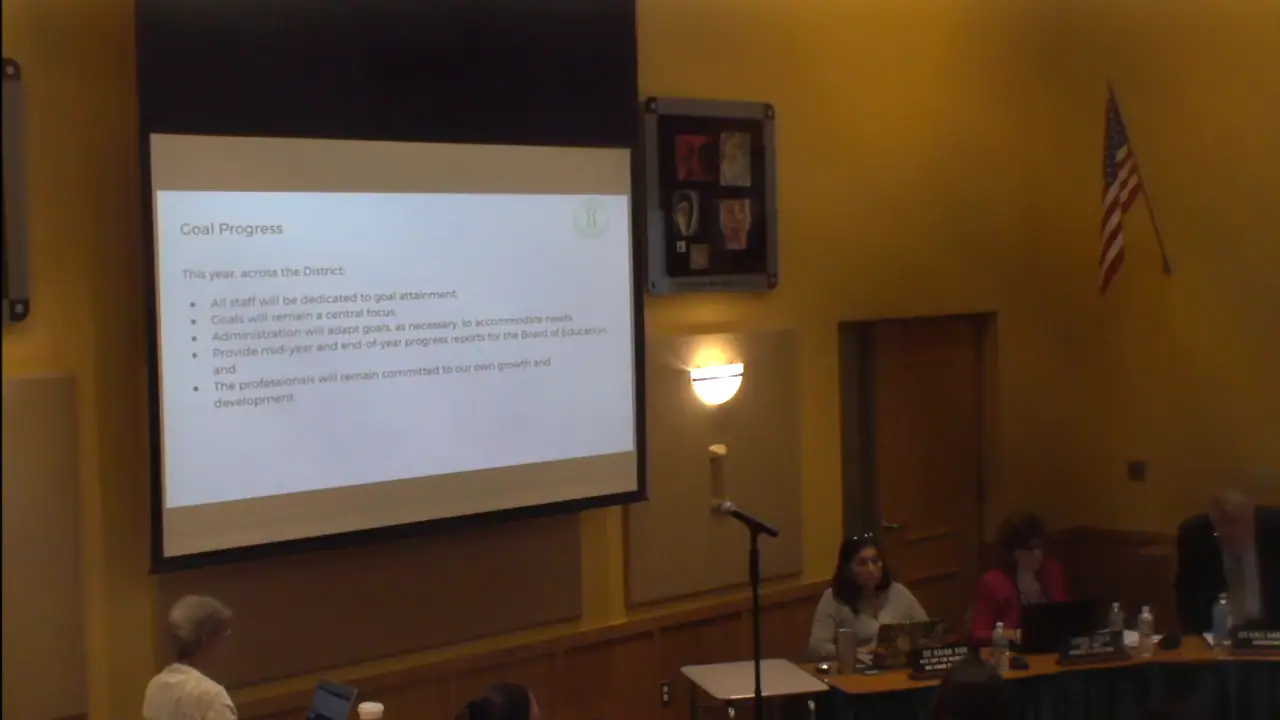 Goal Progress
This year, across the District:
All staff will be dedicated to goal attainment;
Goals will remain a central focus;
Administration will adapt goals, as necessary, to accommodate needs;
Provide mid-year and end-of-year progress reports for the Board of Education;
and
The professionals will remain committed to our own growth and
development.